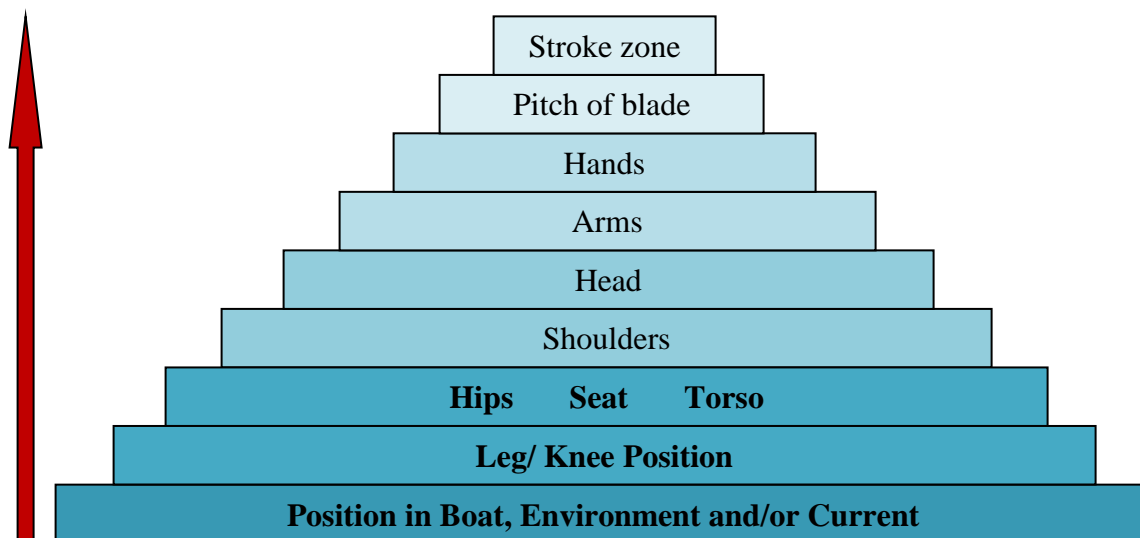 Stroke zone
Pitch of blade
Hands
Arms
Head
Shoulders
Hips Seat Torso
Leg/ Knee Position
Position in Boat, Environment and/or Current